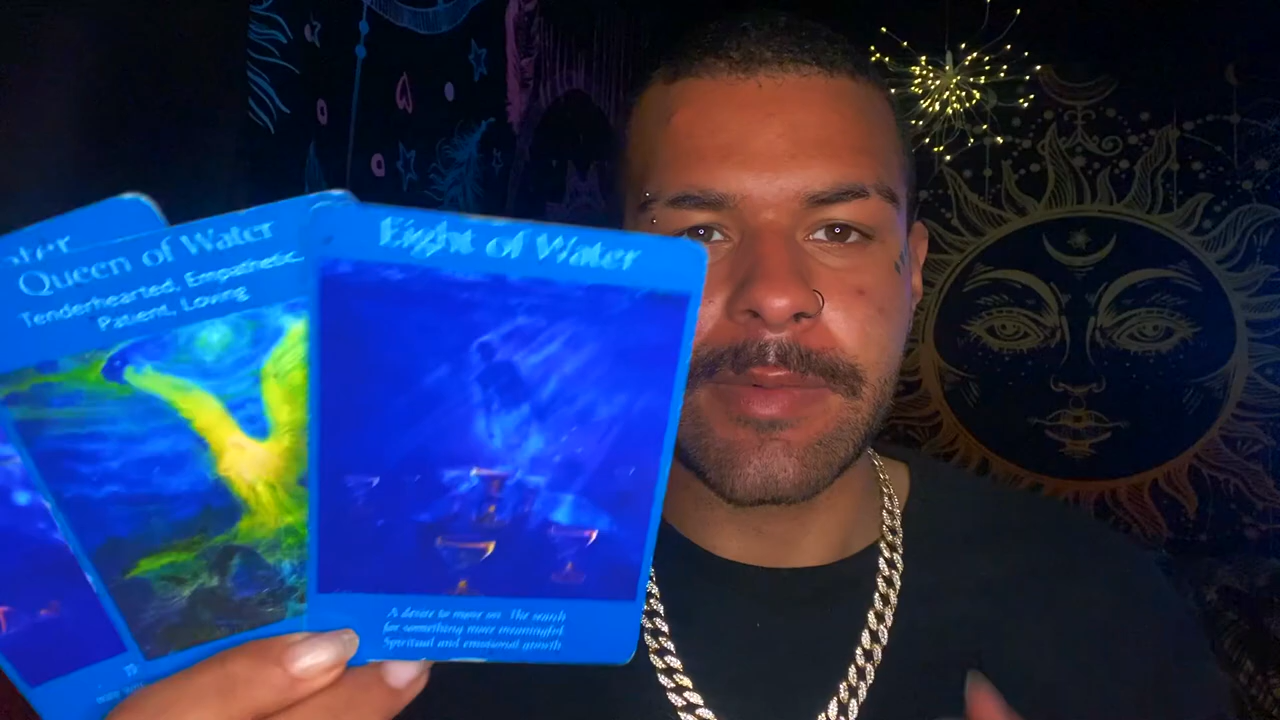 Queen of Water
Tenderhearted, Empathetic,
Patient, Loving
Eight of Water
A desire to move on. The search
for something more meaningful.
Spiritual and emotional growth